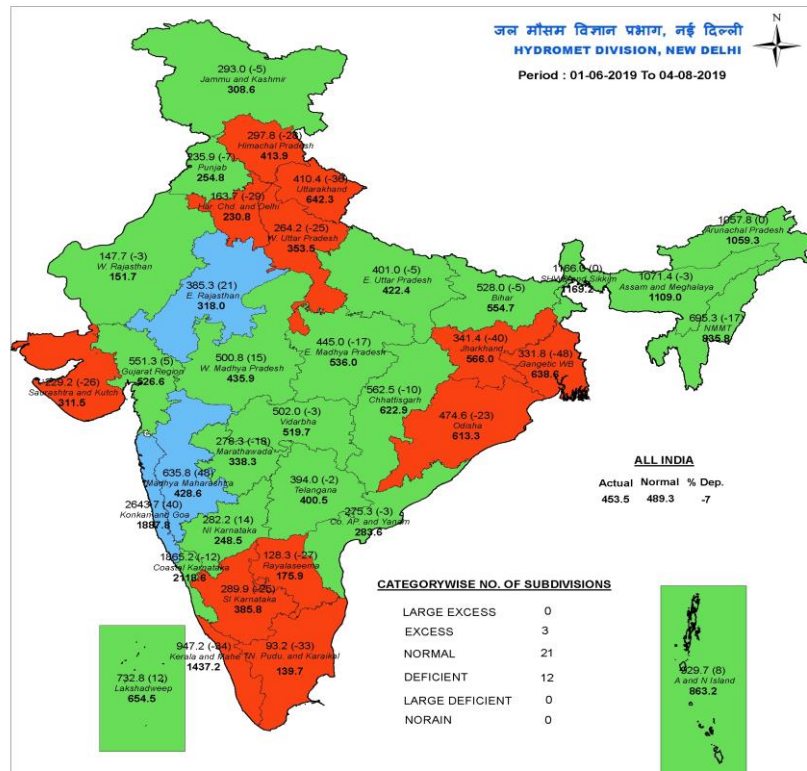 जल मौसम विज्ञान प्रभाग, नई दिल्ली
HYDROMET DIVISION, NEW DELHI
N
Period : 01-06-2019 To 04-08-2019
293.0 (-5)
Jammu and Kashmir
308.6
297.8 (-28)
Himachal Pradesh
413.9
235.9 (-7)
Punjab
254.8
410.4 (-36)
Uttarakhand
642.3
163.7 (-29)
Har. Chd. and Delhi
230.8
264.2 (-25)
W. Uttar Pradesh
353.5
147.7 (-3)
W. Rajasthan
151.7
385.3 (21)
E. Rajasthan
318.0
401.0 (-5)
E. Uttar Pradesh
422.4
528.0 (-5)
Bihar
554.7
1166.0 (0)
SHWB and Sikkim
1169.2
1057.8 (0)
Arunachal Pradesh
1059.3
1071.4 (-3)
Assam and Meghalaya
1109.0
695.3 (-17)
NMMT
835.8
229.2 (-26)
Saurashtra and Kutch
311.5
551.3 (5)
Gujarat Region
526.6
500.8 (15)
W. Madhya Pradesh
435.9
445.0 (-17)
E. Madhya Pradesh
536.0
341.4 (-40)
Jharkhand
566.0
331.8 (-48)
Gangetic WB
638.6
562.5 (-10)
Chhattisgarh
622.9
474.6 (-23)
Odisha
613.3
502.0 (-3)
Vidarbha
519.7
278.3 (-18)
Marathawada
338.3
635.8 (48)
Madhya Maharashtra
428.6
2643.7 (40)
Konkan and Goa
1887.8
394.0 (-2)
Telangana
400.5
275.3 (-3)
Co. AP. and Yanam
283.6
282.2 (14)
NI Karnataka
248.5
1865.2 (-12)
Coastal Karnataka
2118.6
128.3 (-27)
Rayalaseema
175.9
289.9 (-25)
SI Karnataka
385.8
947.2 (-34)
Kerala and Mahe
1437.2
93.2 (-33)
TN. Pudu. and Karaikal
139.7
732.8 (12)
Lakshadweep
654.5
929.7 (8)
A and N Island
863.2
ALL INDIA
Actual Normal % Dep.
453.5 489.3 -7
CATEGORYWISE NO. OF SUBDIVISIONS
LARGE EXCESS 0
EXCESS 3
NORMAL 21
DEFICIENT 12
LARGE DEFICIENT 0
NORAIN 0